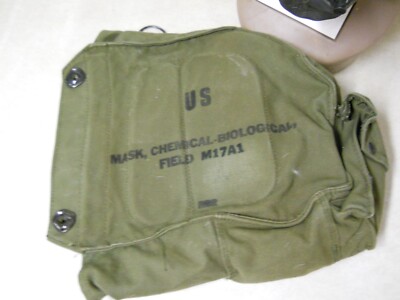 US
MASK, CHEMICAL-BIOLOGICAL
FIELD M17A1